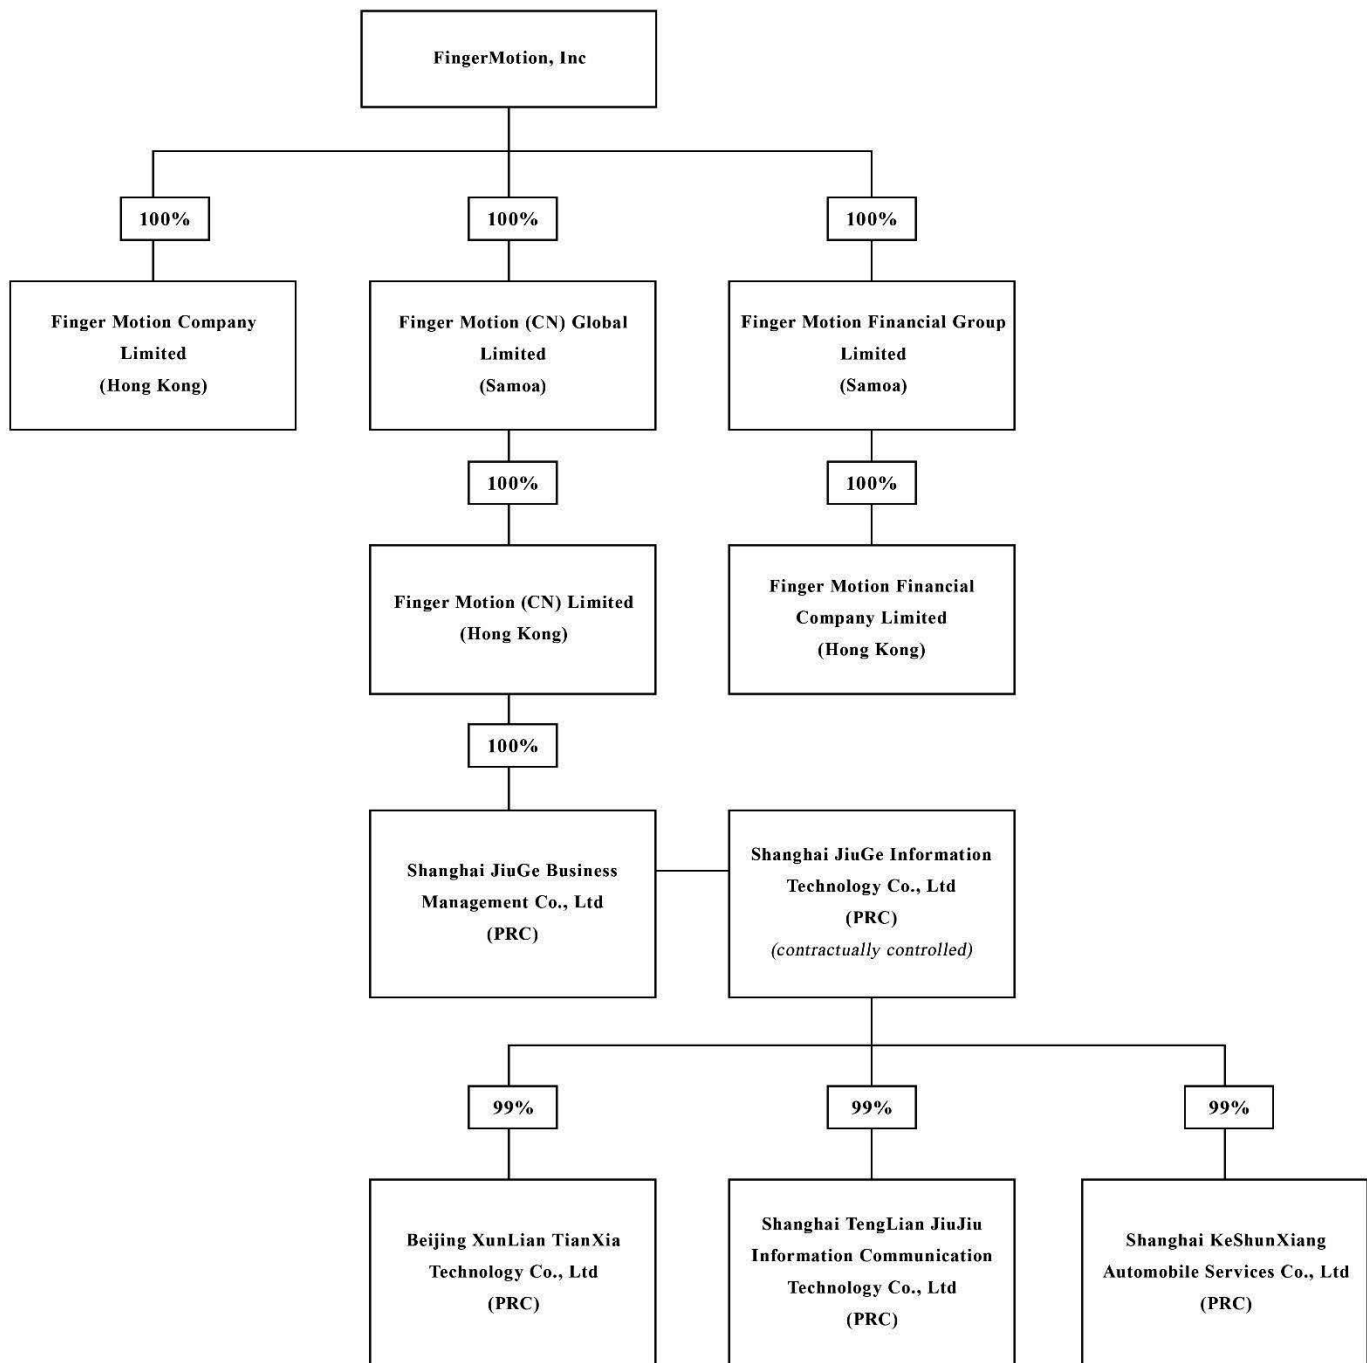 FingerMotion, Inc
100%
100%
100%
Finger Motion Company
Limited
(Hong Kong)
Finger Motion (CN) Global
Limited
(Samoa)
Finger Motion Financial Group
Limited
(Samoa)
100%
100%
Finger Motion (CN) Limited
(Hong Kong)
Finger Motion Financial
Company Limited
(Hong Kong)
100%
Shanghai JiuGe Business
Management Co., Ltd
(PRC)
Shanghai JiuGe Information
Technology Co., Ltd
(PRC)
(contractually controlled)
99%
99%
99%
Beijing XunLian TianXia
Technology Co., Ltd
(PRC)
Shanghai TengLian JiuJiu
Information Communication
Technology Co., Ltd
(PRC)
Shanghai KeShunXiang
Automobile Services Co., Ltd
(PRC)